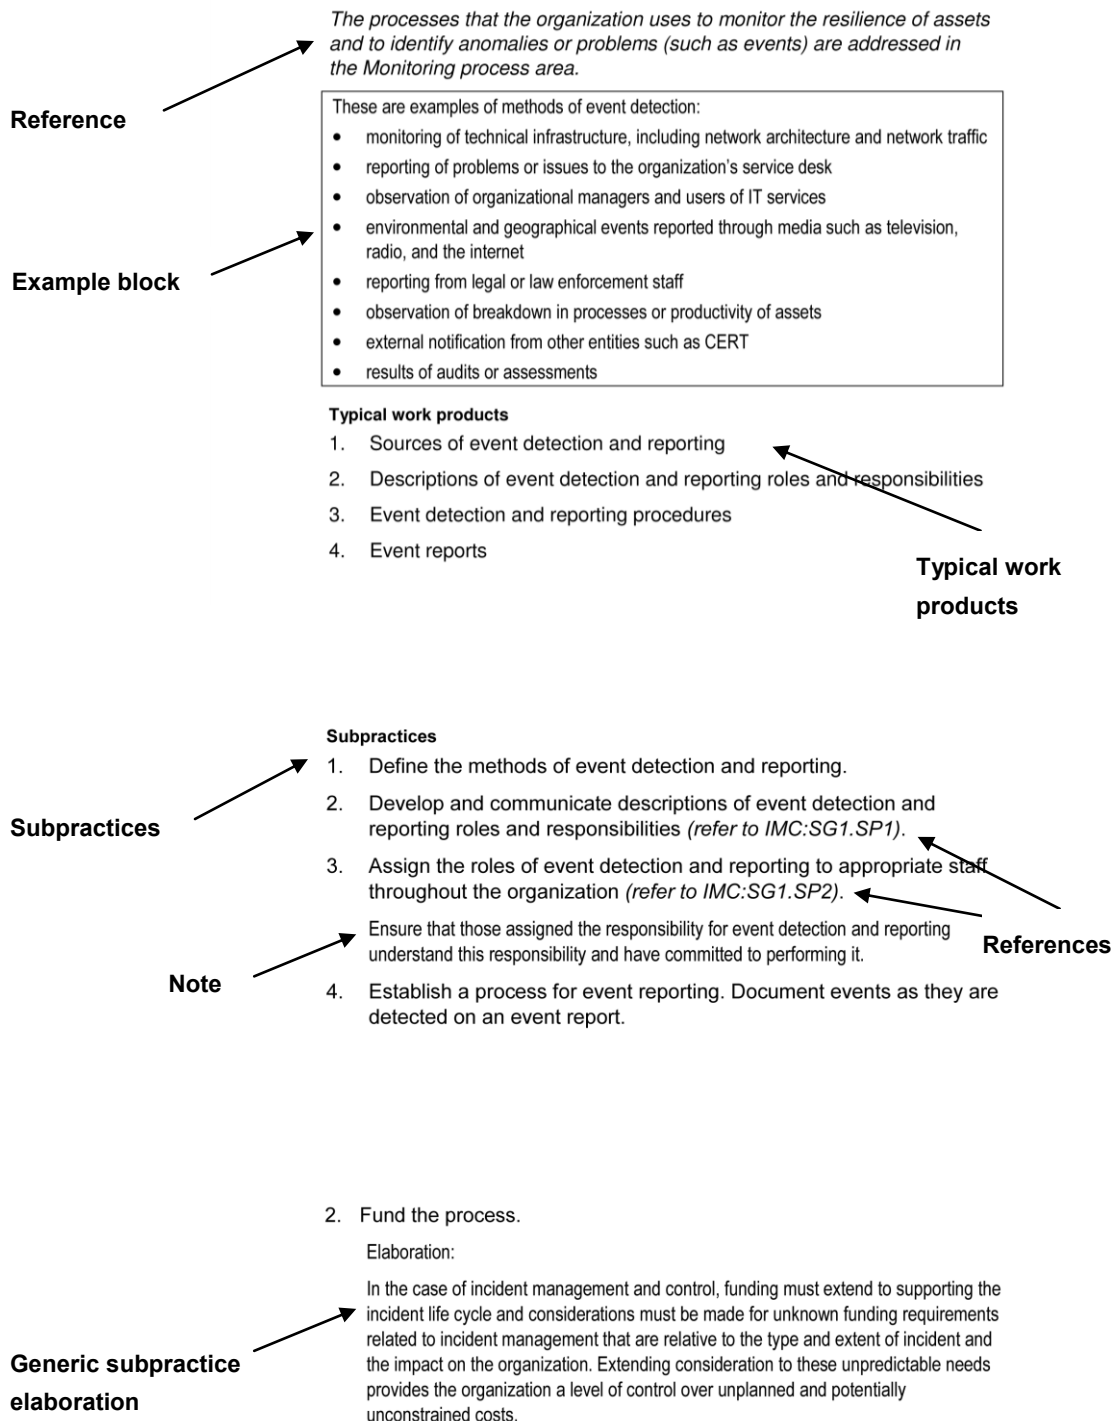 The processes that the organization uses to monitor the resilience of assets
and to identify anomalies or problems (such as events) are addressed in
the Monitoring process area.
Reference
These are examples of methods of event detection:
• monitoring of technical infrastructure, including network architecture and network traffic
• reporting of problems or issues to the organization's service desk
• observation of organizational managers and users of IT services
• environmental and geographical events reported through media such as television,
radio, and the internet
Example block
• reporting from legal or law enforcement staff
• observation of breakdown in processes or productivity of assets
• external notification from other entities such as CERT
• results of audits or assessments
Typical work products
1. Sources of event detection and reporting
2. Descriptions of event detection and reporting roles and responsibilities
3. Event detection and reporting procedures
4. Event reports
Typical work
products
Subpractices
1. Define the methods of event detection and reporting.
Subpractices
2. Develop and communicate descriptions of event detection and
reporting roles and responsibilities (refer to IMC:SG1.SP1).
3. Assign the roles of event detection and reporting to appropriate staff
throughout the organization (refer to IMC:SG1.SP2).
References
Ensure that those assigned the responsibility for event detection and reporting
understand this responsibility and have committed to performing it.
Note
4. Establish a process for event reporting. Document events as they are
detected on an event report.
2. Fund the process.
Elaboration:
In the case of incident management and control, funding must extend to supporting the
incident life cycle and considerations must be made for unknown funding requirements
related to incident management that are relative to the type and extent of incident and
the impact on the organization. Extending consideration to these unpredictable needs
provides the organization a level of control over unplanned and potentially
unconstrained costs.
Generic subpractice
elaboration